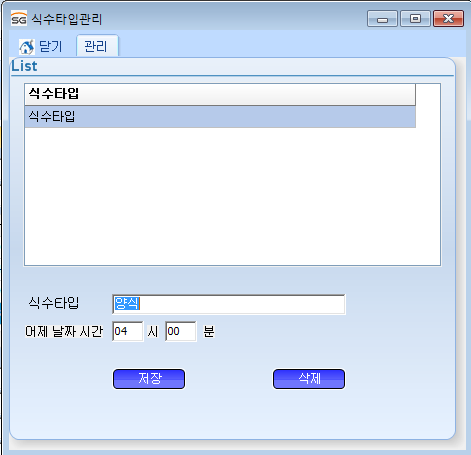 SG 식수타입관리
닫기 관리
List
식수타입
식수타입
식수타입 양식
어제 날짜 시간 04 시 00 분
저장 삭제